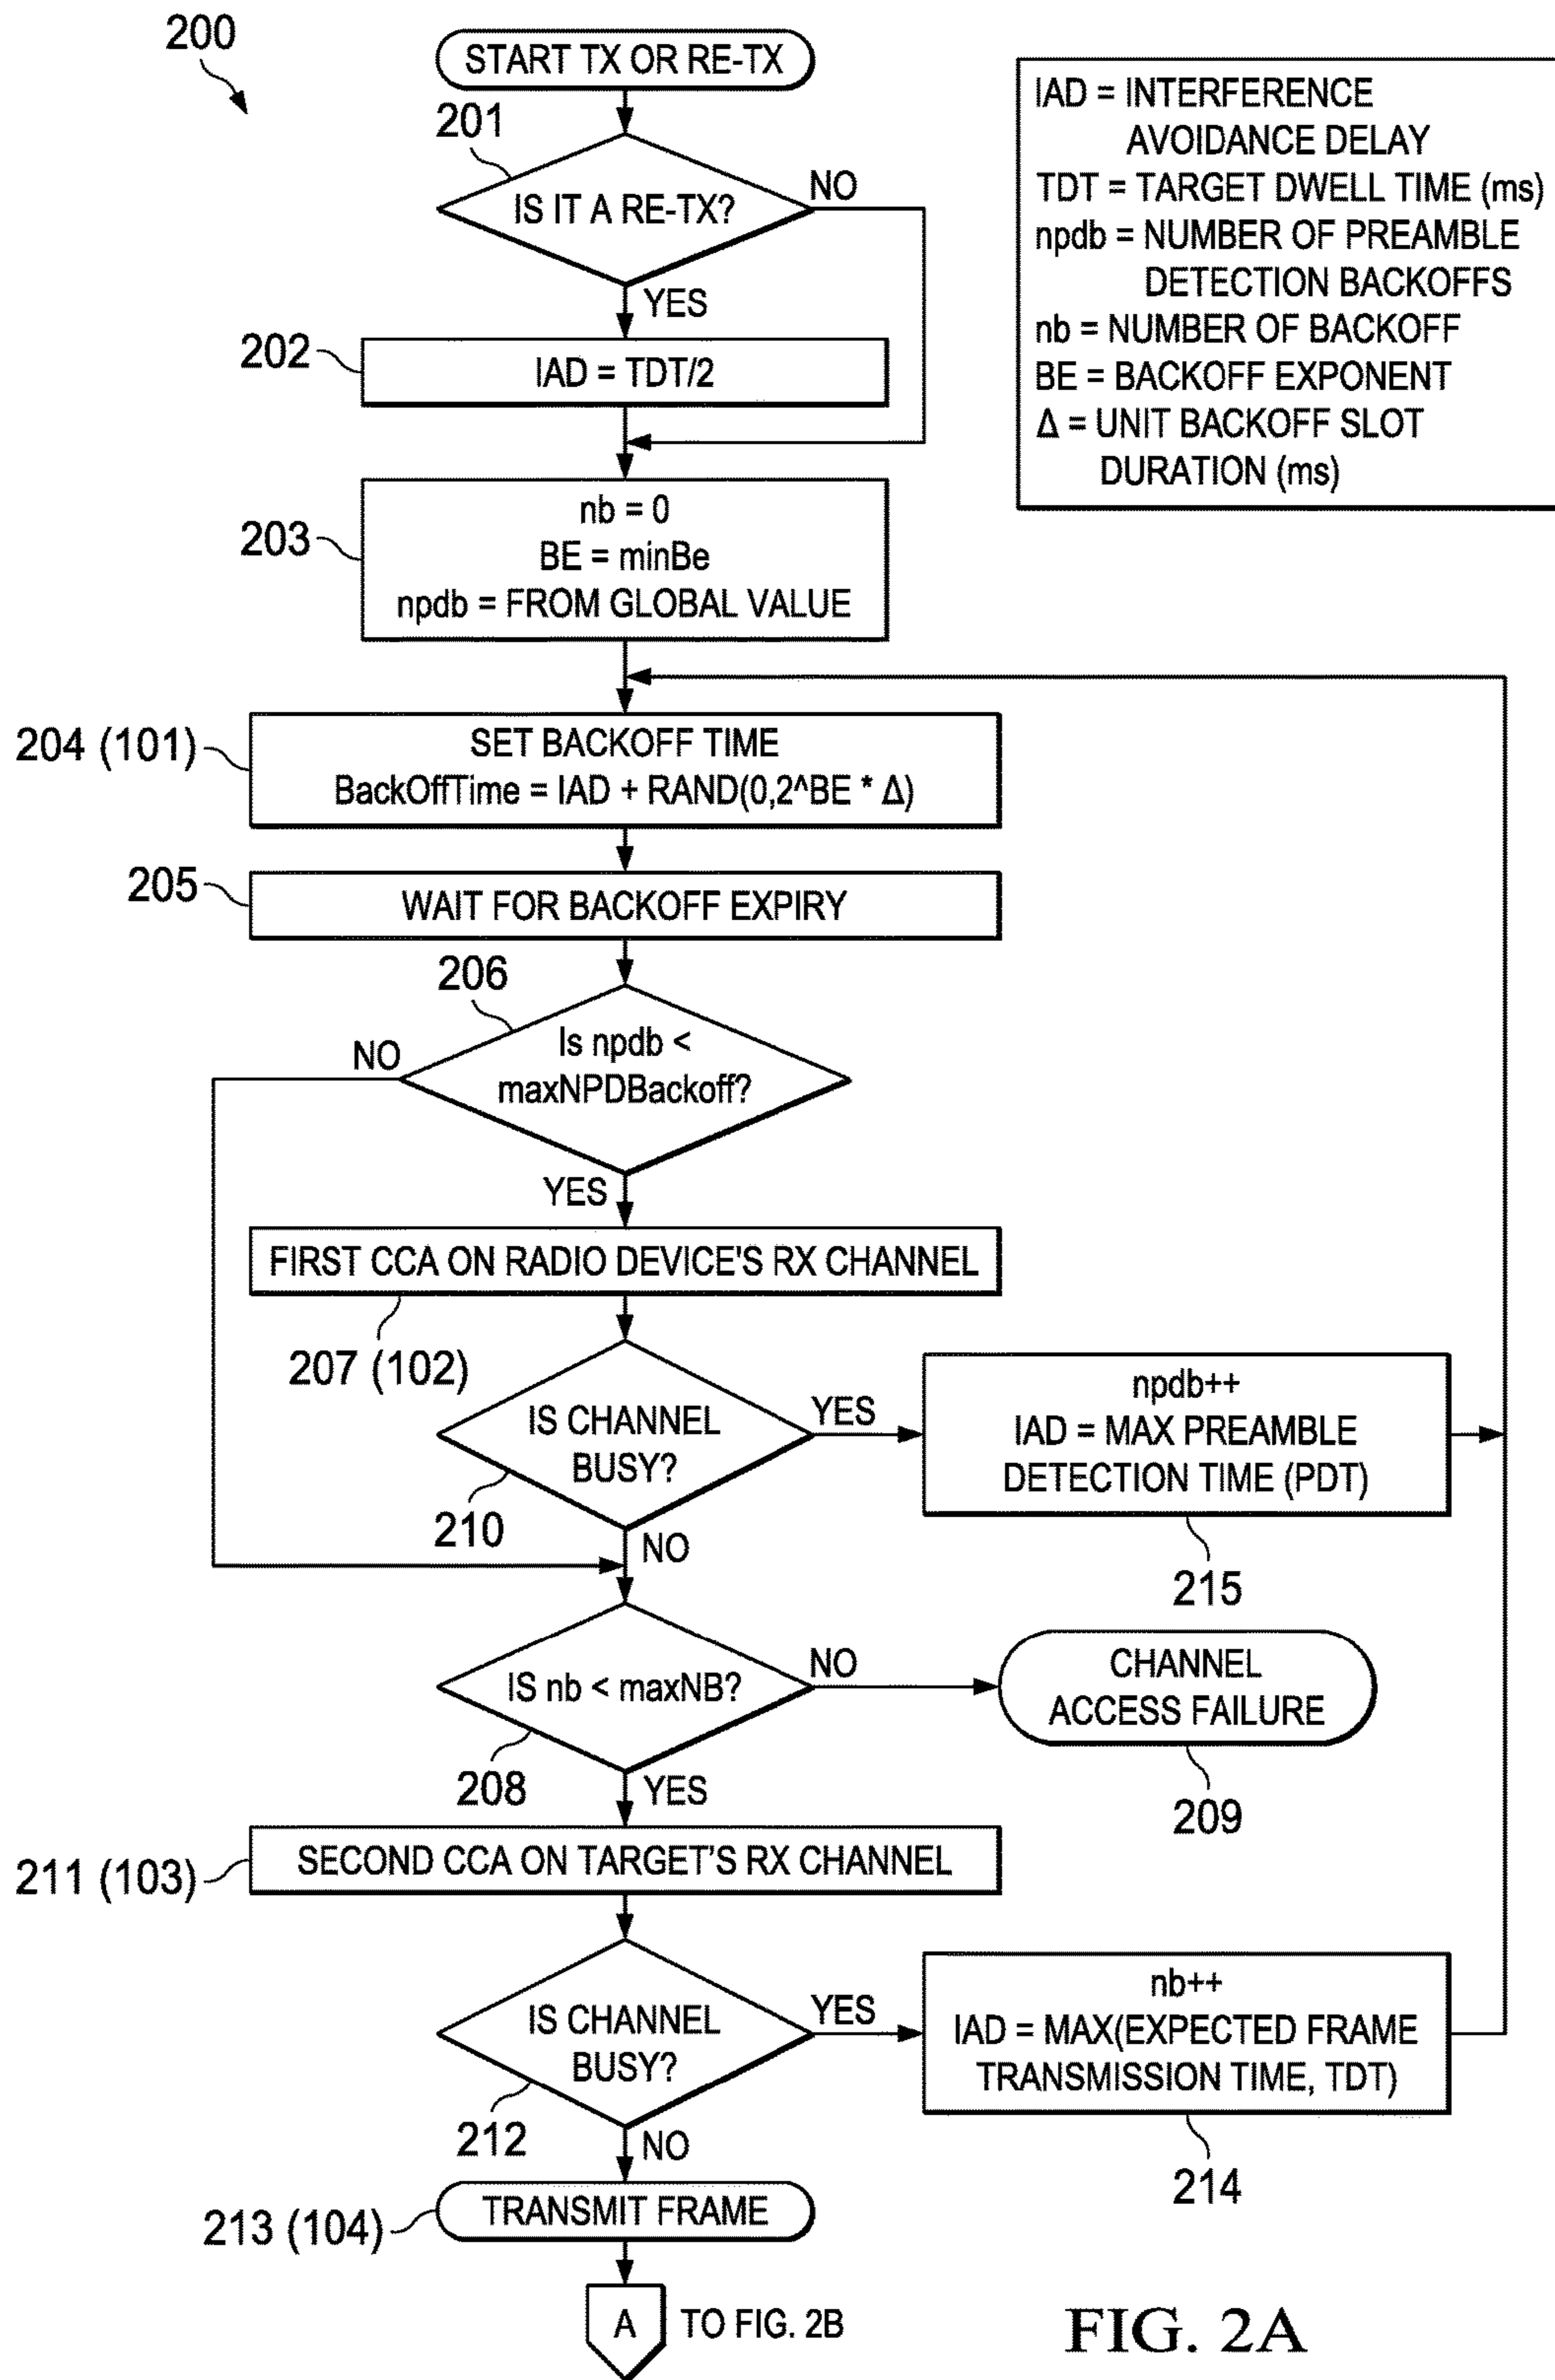 200
START TX OR RE-TX
201
IS IT A RE-TX?
NO
YES
202
IAD = TDT/2
IAD = INTERFERENCE
AVOIDANCE DELAY
TDT = TARGET DWELL TIME (ms)
npdb = NUMBER OF PREAMBLE
DETECTION BACKOFFS
nb = NUMBER OF BACKOFF
BE = BACKOFF EXPONENT
Δ = UNIT BACKOFF SLOT
DURATION (ms)
203
nb = 0
BE = minBe
npdb = FROM GLOBAL VALUE
204 (101)
SET BACKOFF TIME
BackOffTime = IAD + RAND(0,2^BE * Δ)
205
WAIT FOR BACKOFF EXPIRY
206
Is npdb <
maxNPDBackoff?
NO
YES
FIRST CCA ON RADIO DEVICE'S RX CHANNEL
207 (102)
IS CHANNEL
BUSY?
210
YES
NO
npdb++
IAD = MAX PREAMBLE
DETECTION TIME (PDT)
215
IS nb < maxNB?
208
NO
YES
CHANNEL
ACCESS FAILURE
209
211 (103)
SECOND CCA ON TARGET'S RX CHANNEL
IS CHANNEL
BUSY?
212
YES
NO
nb++
IAD = MAX(EXPECTED FRAME
TRANSMISSION TIME, TDT)
214
213 (104)
TRANSMIT FRAME
A
TO FIG. 2B
FIG. 2A